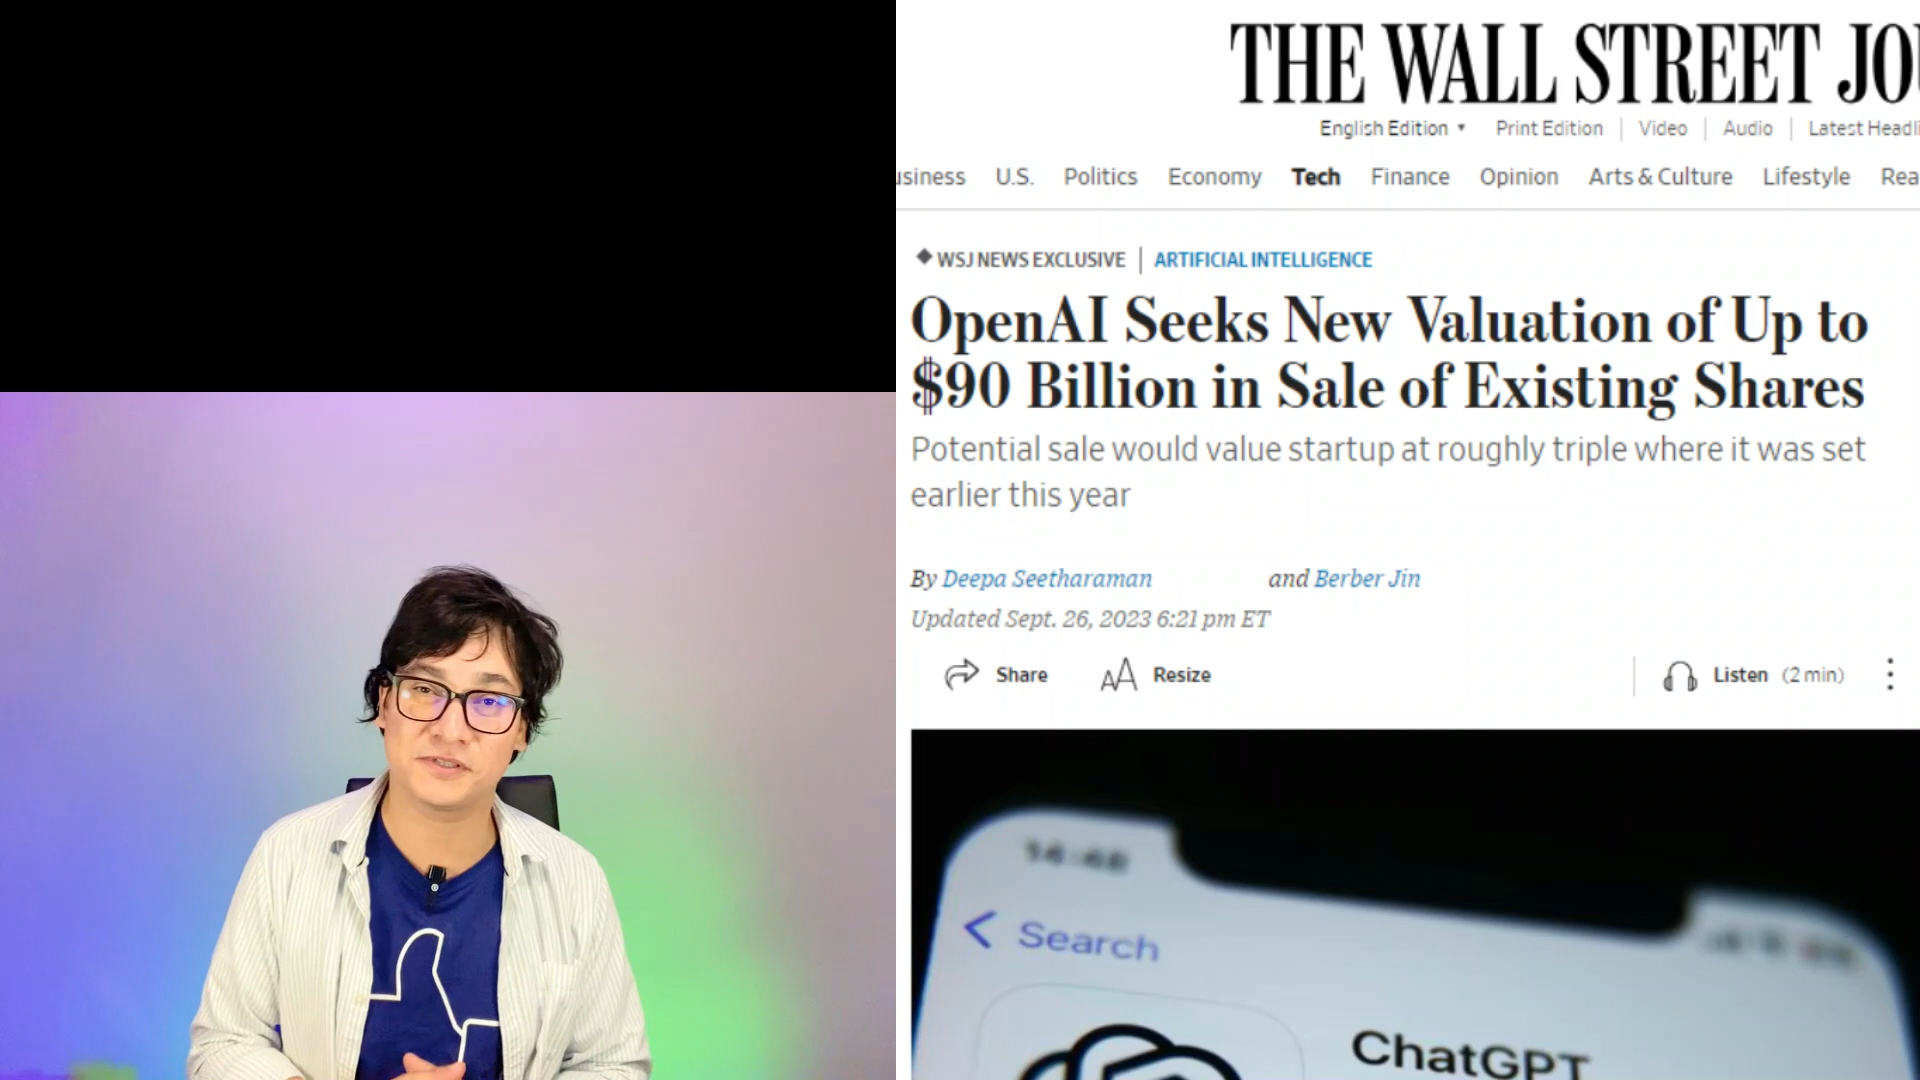 THE WALL STREET JOU
English Edition ▾ Print Edition | Video | Audio | Latest Headli
usiness U.S. Politics Economy Tech Finance Opinion Arts & Culture Lifestyle Rea
◆ WSJ NEWS EXCLUSIVE | ARTIFICIAL INTELLIGENCE
OpenAI Seeks New Valuation of Up to
$90 Billion in Sale of Existing Shares
Potential sale would value startup at roughly triple where it was set
earlier this year
By Deepa Seetharaman and Berber Jin
Updated Sept. 26, 2023 6:21 pm ET
Share AA Resize Listen (2 min)
14:48
Search
ChatGPT